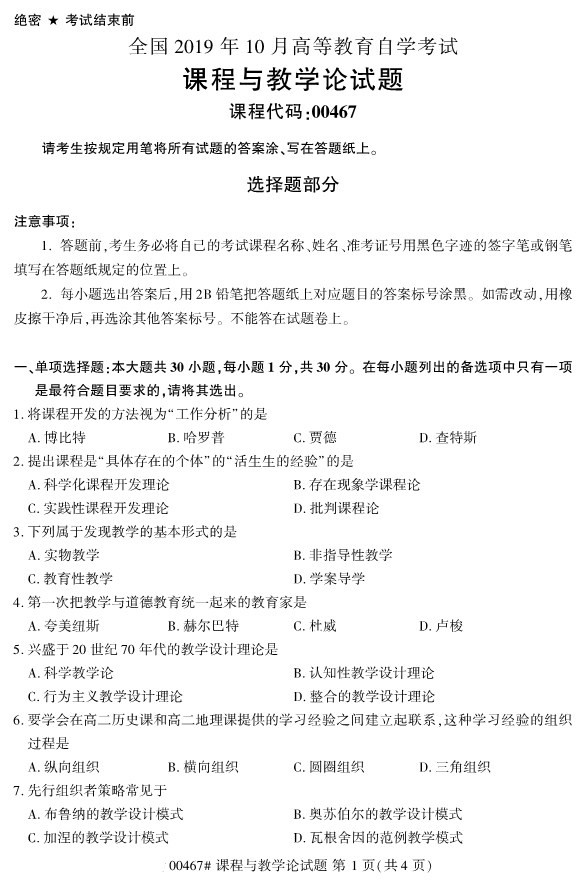 绝密 ★ 考试结束前
全国 2019 年 10 月高等教育自学考试
课程与教学论试题
课程代码:00467
请考生按规定用笔将所有试题的答案涂、写在答题纸上。
选择题部分
注意事项:
1. 答题前,考生务必将自己的考试课程名称、姓名、准考证号用黑色字迹的签字笔或钢笔
填写在答题纸规定的位置上。
2. 每小题选出答案后,用 2B 铅笔把答题纸上对应题目的答案标号涂黑。如需改动,用橡
皮擦干净后,再选涂其他答案标号。不能答在试题卷上。
一、单项选择题:本大题共 30 小题,每小题 1 分,共 30 分。在每小题列出的备选项中只有一项
是最符合题目要求的,请将其选出。
1. 将课程开发的方法视为“工作分析”的是
A. 博比特 B. 哈罗普 C. 贾德 D. 查特斯
2. 提出课程是“具体存在的个体”的“活生生的经验”的是
A. 科学化课程开发理论 B. 存在现象学课程论
C. 实践性课程开发理论 D. 批判课程论
3. 下列属于发现教学的基本形式的是
A. 实物教学 B. 非指导性教学
C. 教育性教学 D. 学案导学
4. 第一次把教学与道德教育统一起来的教育家是
A. 夸美纽斯 B. 赫尔巴特 C. 杜威 D. 卢梭
5. 兴盛于 20 世纪 70 年代的教学设计理论是
A. 科学教学论 B. 认知性教学设计理论
C. 行为主义教学设计理论 D. 整合的教学设计理论
6. 要学会在高二历史课和高二地理课提供的学习经验之间建立起联系,这种学习经验的组织
过程是
A. 纵向组织 B. 横向组织 C. 圆圈组织 D. 三角组织
7. 先行组织者策略常见于
A. 布鲁纳的教学设计模式 B. 奥苏伯尔的教学设计模式
C. 加涅的教学设计模式 D. 瓦根舍因的范例教学模式
00467# 课程与教学论试题 第 1 页(共 4 页)